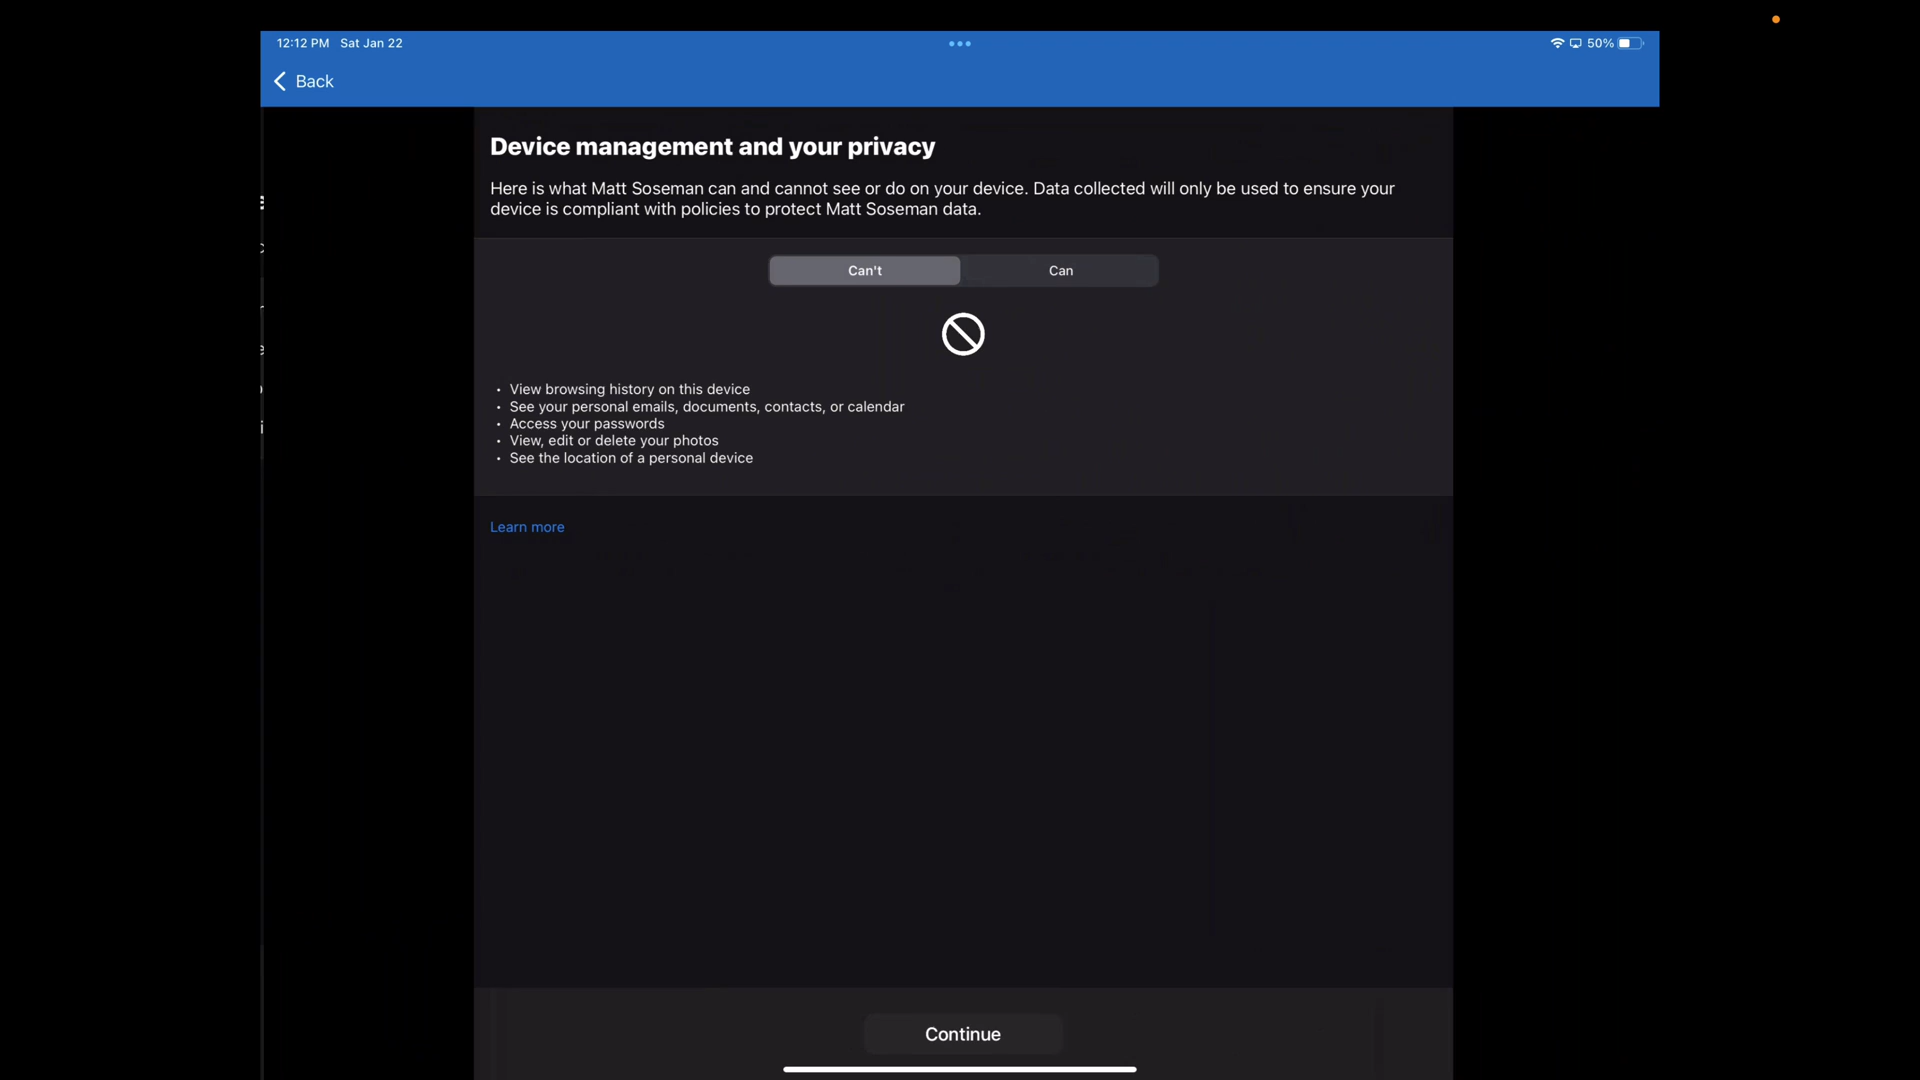 12:12 PM Sat Jan 22
50%
Back
Device management and your privacy
Here is what Matt Soseman can and cannot see or do on your device. Data collected will only be used to ensure your
device is compliant with policies to protect Matt Soseman data.
Can't Can
• View browsing history on this device
• See your personal emails, documents, contacts, or calendar
• Access your passwords
• View, edit or delete your photos
• See the location of a personal device
Learn more
Continue